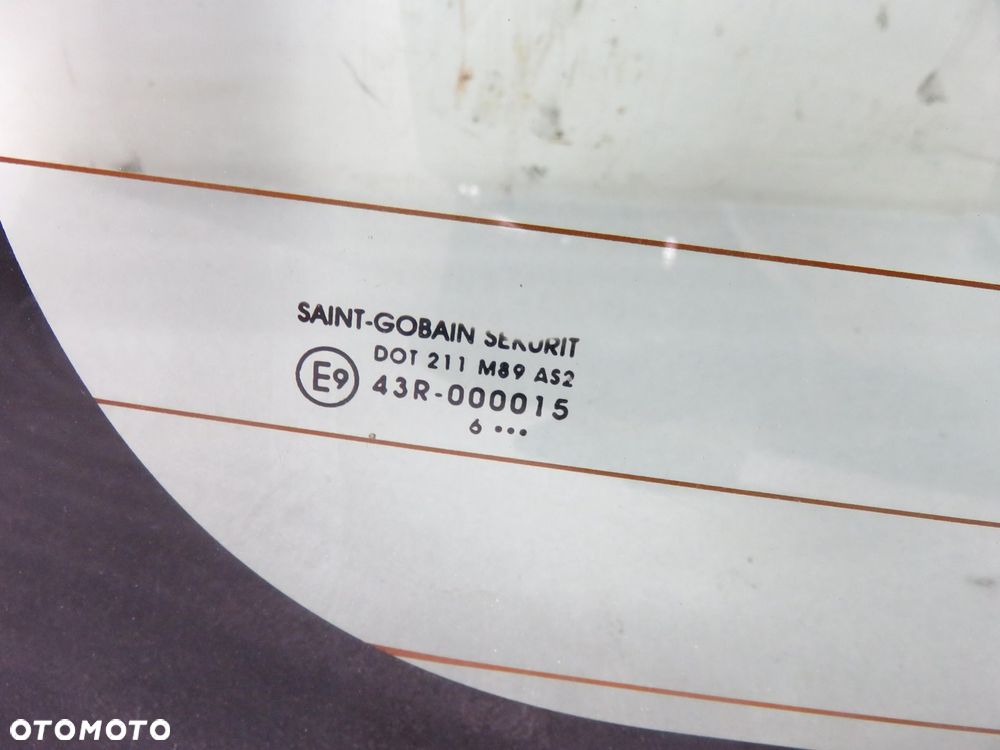 SAINT-GOBAIN SEKURIT
DOT 211 M89 AS2
E9
43R-000015
6 •••
OTOMOTO